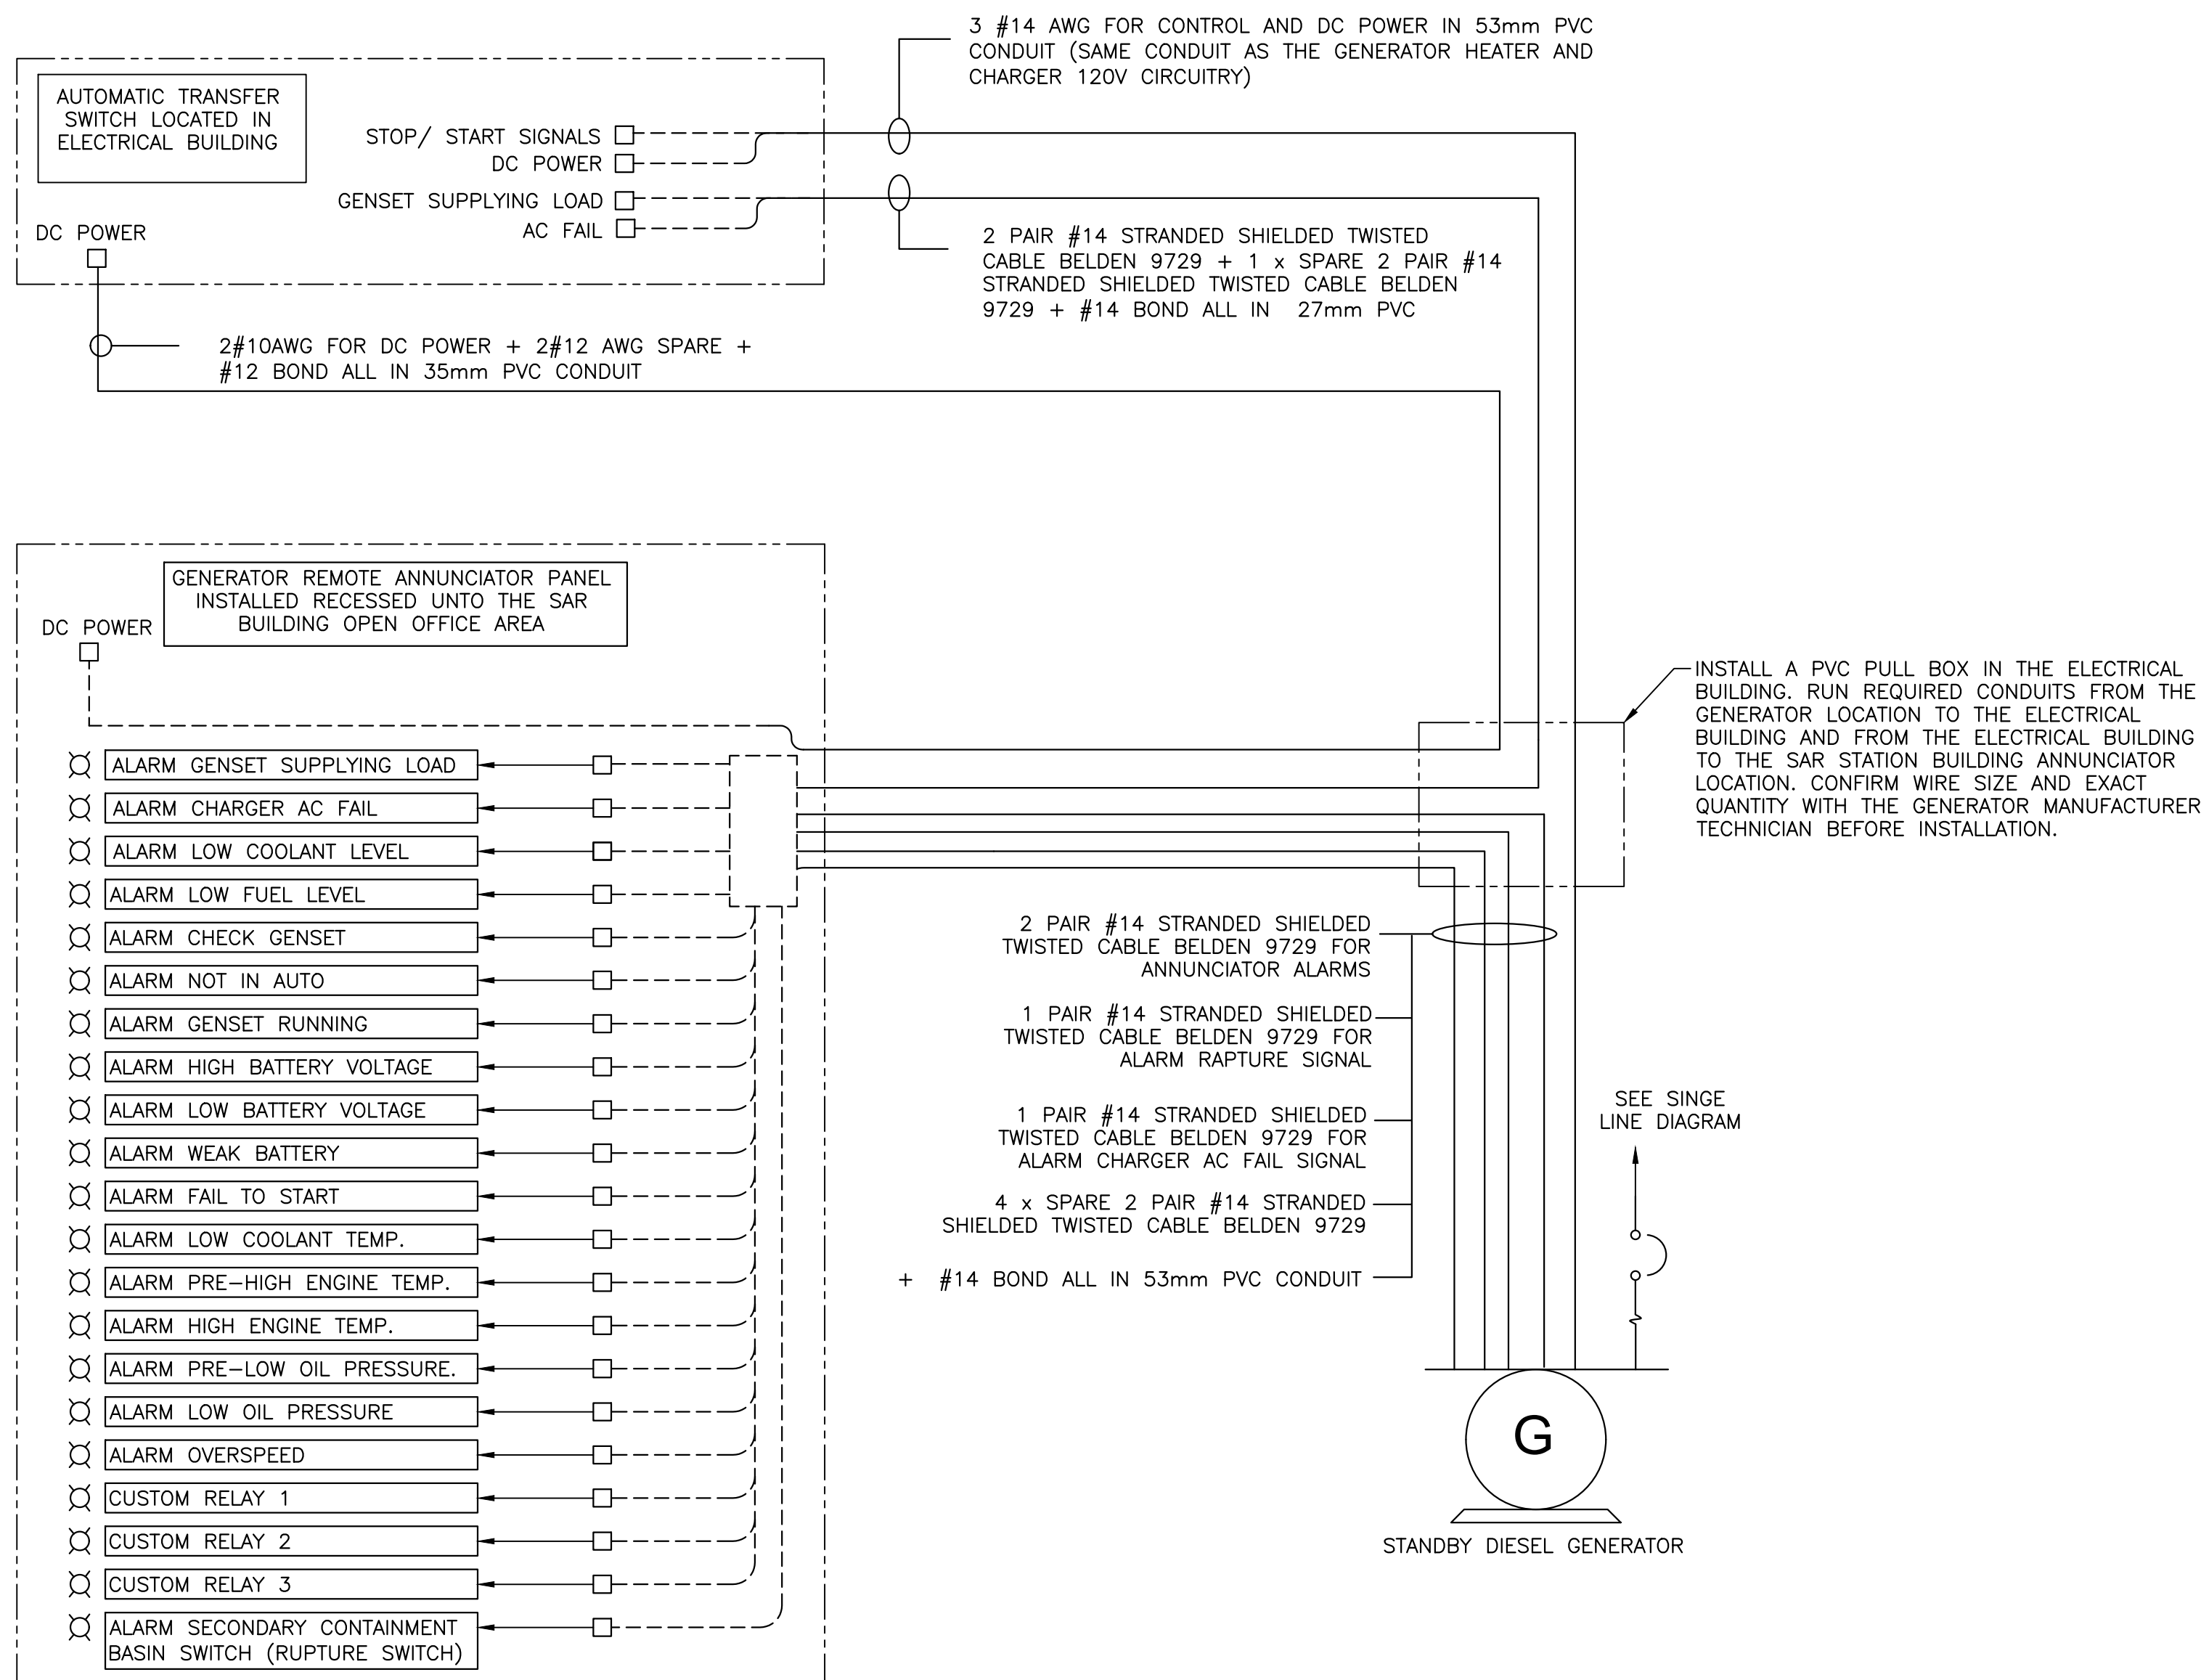 3 #14 AWG FOR CONTROL AND DC POWER IN 53mm PVC
CONDUIT (SAME CONDUIT AS THE GENERATOR HEATER AND
CHARGER 120V CIRCUITRY)
AUTOMATIC TRANSFER
SWITCH LOCATED IN
ELECTRICAL BUILDING
STOP/ START SIGNALS
DC POWER
GENSET SUPPLYING LOAD
AC FAIL
DC POWER
2 PAIR #14 STRANDED SHIELDED TWISTED
CABLE BELDEN 9729 + 1 x SPARE 2 PAIR #14
STRANDED SHIELDED TWISTED CABLE BELDEN
9729 + #14 BOND ALL IN 27mm PVC
2#10AWG FOR DC POWER + 2#12 AWG SPARE +
#12 BOND ALL IN 35mm PVC CONDUIT
GENERATOR REMOTE ANNUNCIATOR PANEL
INSTALLED RECESSED UNTO THE SAR
BUILDING OPEN OFFICE AREA
DC POWER
INSTALL A PVC PULL BOX IN THE ELECTRICAL
BUILDING. RUN REQUIRED CONDUITS FROM THE
GENERATOR LOCATION TO THE ELECTRICAL
BUILDING AND FROM THE ELECTRICAL BUILDING
TO THE SAR STATION BUILDING ANNUNCIATOR
LOCATION. CONFIRM WIRE SIZE AND EXACT
QUANTITY WITH THE GENERATOR MANUFACTURER
TECHNICIAN BEFORE INSTALLATION.
ALARM GENSET SUPPLYING LOAD
ALARM CHARGER AC FAIL
ALARM LOW COOLANT LEVEL
ALARM LOW FUEL LEVEL
ALARM CHECK GENSET
ALARM NOT IN AUTO
ALARM GENSET RUNNING
ALARM HIGH BATTERY VOLTAGE
ALARM LOW BATTERY VOLTAGE
ALARM WEAK BATTERY
ALARM FAIL TO START
ALARM LOW COOLANT TEMP.
ALARM PRE-HIGH ENGINE TEMP.
ALARM HIGH ENGINE TEMP.
ALARM PRE-LOW OIL PRESSURE.
ALARM LOW OIL PRESSURE
ALARM OVERSPEED
CUSTOM RELAY 1
CUSTOM RELAY 2
CUSTOM RELAY 3
ALARM SECONDARY CONTAINMENT
BASIN SWITCH (RUPTURE SWITCH)
2 PAIR #14 STRANDED SHIELDED
TWISTED CABLE BELDEN 9729 FOR
ANNUNCIATOR ALARMS
1 PAIR #14 STRANDED SHIELDED
TWISTED CABLE BELDEN 9729 FOR
ALARM RAPTURE SIGNAL
1 PAIR #14 STRANDED SHIELDED
TWISTED CABLE BELDEN 9729 FOR
ALARM CHARGER AC FAIL SIGNAL
4 x SPARE 2 PAIR #14 STRANDED
SHIELDED TWISTED CABLE BELDEN 9729
+ #14 BOND ALL IN 53mm PVC CONDUIT
SEE SINGE
LINE DIAGRAM
G
STANDBY DIESEL GENERATOR